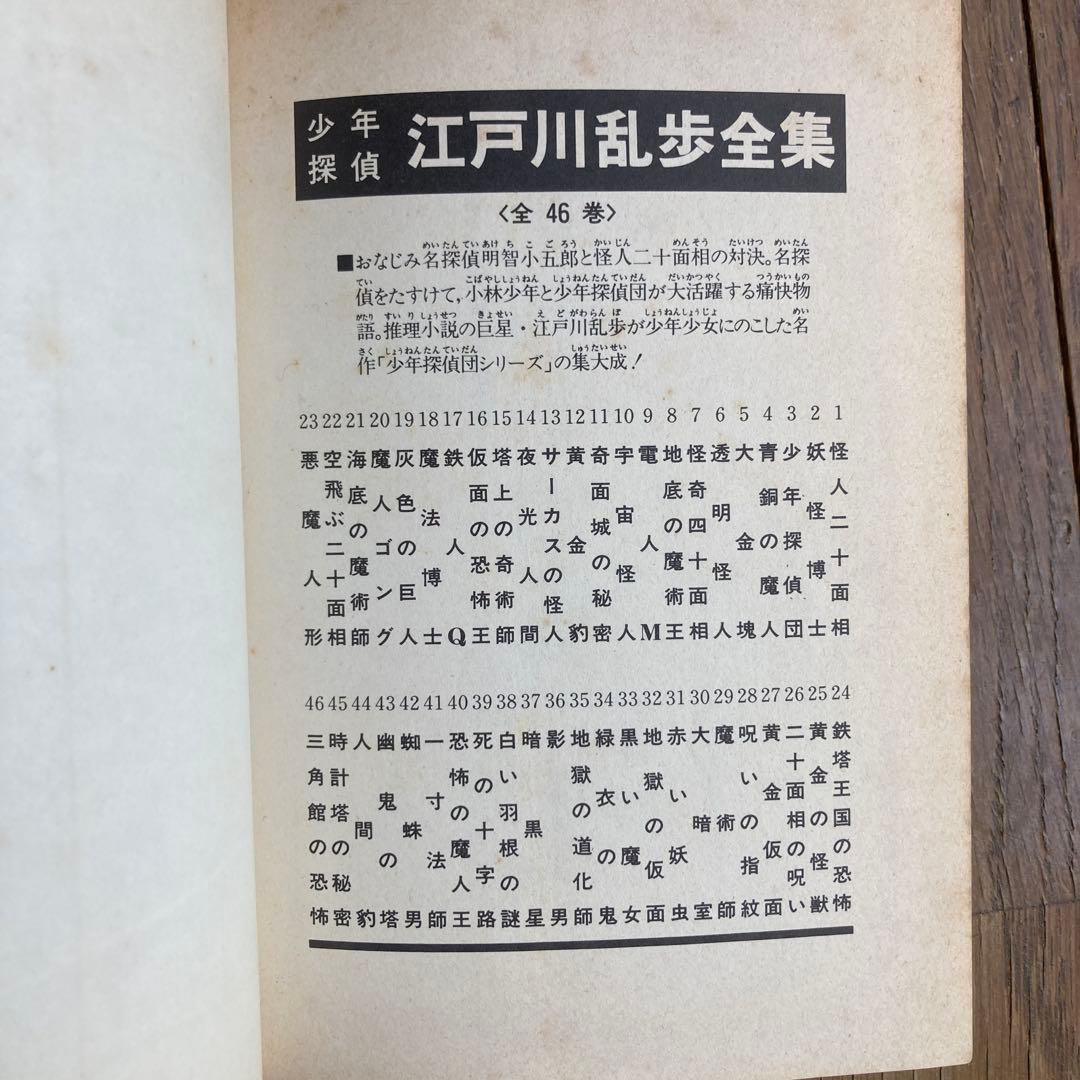 少年探偵 江戸川乱歩全集
〈全46巻〉
■おなじみ名探偵明智小五郎と怪人二十面相の対決。名探
偵をたすけて，小林少年と少年探偵団が大活躍する痛快物
語。推理小説の巨星・江戸川乱歩が少年少女にのこした名
作「少年探偵団シリーズ」の集大成！
1 怪人二十面相
2 妖怪博士
3 少年探偵団
4 青銅の魔人
5 大金塊
6 透明怪人
7 怪奇四十面相
8 地底の魔術王
9 電人M
10 宇宙怪人
11 奇面城の秘密
12 黄金豹
13 サーカスの怪人
14 夜光人間
15 塔上の奇術師
16 仮面の恐怖王
17 鉄人Q
18 魔法博士
19 灰色の巨人
20 魔人ゴング
21 海底の魔術師
22 空飛ぶ二十面相
23 悪魔人形
24 鉄塔王国の恐怖
25 黄金の怪獣
26 二十面相の呪い
27 黄金仮面
28 呪いの指紋
29 魔術師
30 大暗室
31 赤い妖虫
32 地獄の仮面
33 黒い魔女
34 緑衣の鬼
35 地獄の道化師
36 影男
37 暗黒星
38 白い羽根の謎
39 死の十字路
40 恐怖の魔人王
41 一寸法師
42 蜘蛛男
43 幽鬼の塔
44 人間豹
45 時計塔の秘密
46 三角館の恐怖